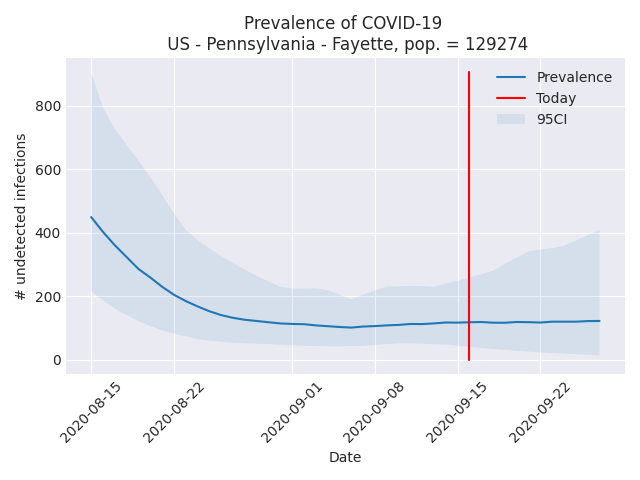 Prevalence of COVID-19
US - Pennsylvania - Fayette, pop. = 129274
Prevalence
Today
95CI
800
600
400
200
0
# undetected infections
2020-08-15
2020-08-22
2020-09-01
2020-09-08
2020-09-15
2020-09-22
Date